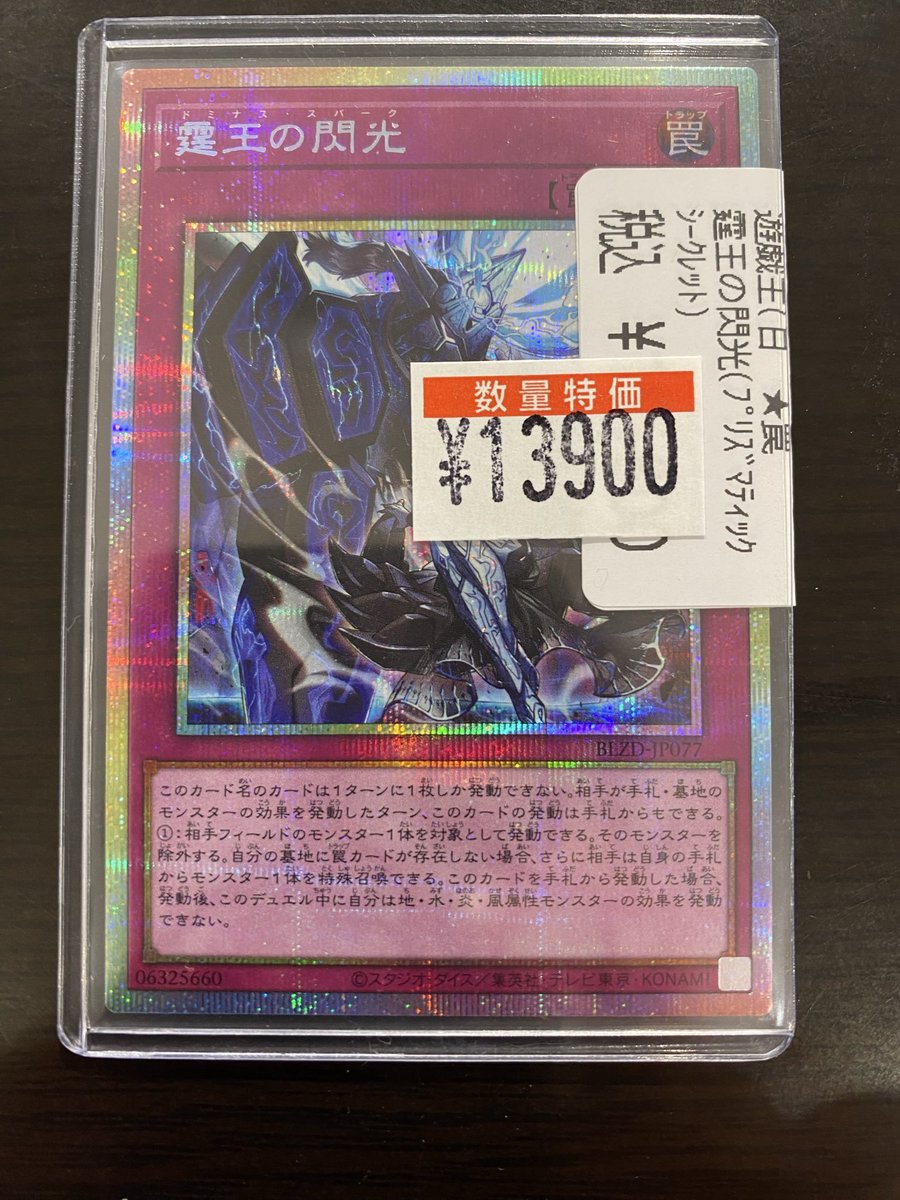 ドミナス スパーク
霆王の閃光
トラップ
罠
【
遊戯王(日 ★罠
霆王の閃光(プリズマティック
シークレット)
税込 ¥
数量特価
¥13900
BLZD-JP077
このカード名のカードは1ターンに1枚しか発動できない。相手が手札・墓地の
モンスターの効果を発動したターン、このカードの発動は手札からもできる。
①:相手フィールドのモンスター1体を対象として発動できる。そのモンスターを
除外する。自分の墓地に罠カードが存在しない場合、さらに相手は自身の手札
からモンスター1体を特殊召喚できる。このカードを手札から発動した場合、
発動後、このデュエル中に自分は地・水・炎・風属性モンスターの効果を発動
できない。
06325660
©スタジオ・ダイス/集英社・テレビ東京・KONAMI